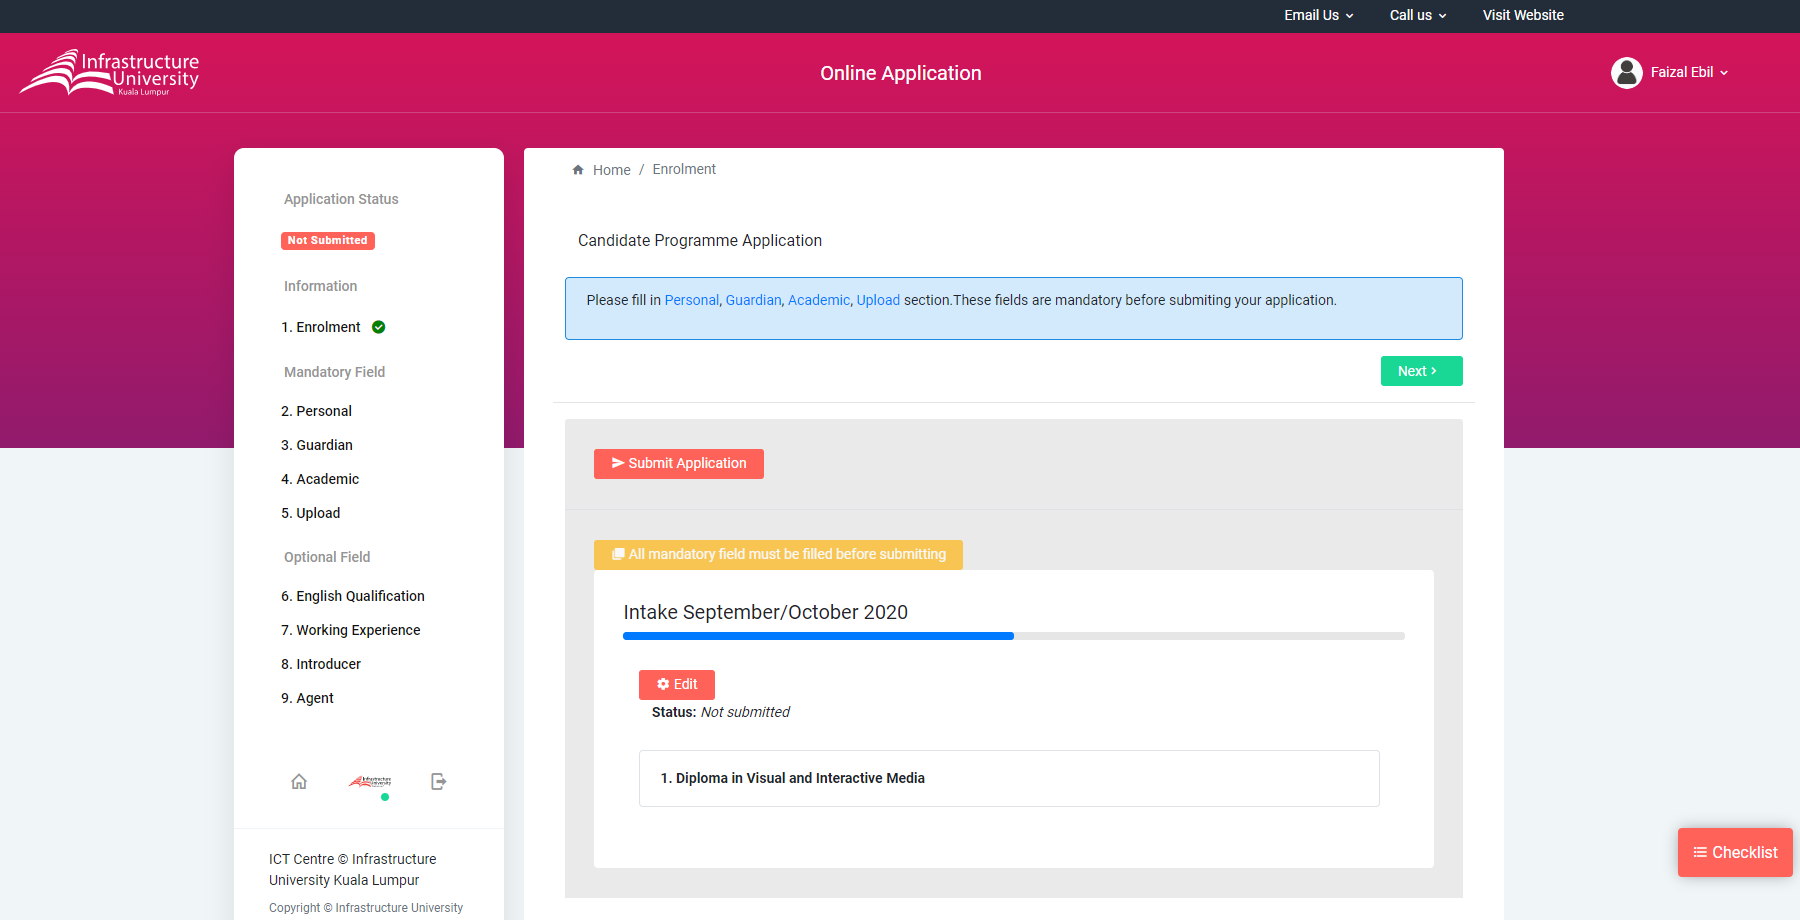 Email Us
Call us
Visit Website
Infrastructure
University
Kuala Lumpur
Online Application
Faizal Ebil
Application Status
Not Submitted
Information
1. Enrolment
Mandatory Field
2. Personal
3. Guardian
4. Academic
5. Upload
Optional Field
6. English Qualification
7. Working Experience
8. Introducer
9. Agent
Infrastructure
University
ICT Centre © Infrastructure
University Kuala Lumpur
Copyright © Infrastructure University
Home / Enrolment
Candidate Programme Application
Please fill in Personal, Guardian, Academic, Upload section.These fields are mandatory before submiting your application.
Next
Submit Application
All mandatory field must be filled before submitting
Intake September/October 2020
Edit
Status: Not submitted
1. Diploma in Visual and Interactive Media
Checklist